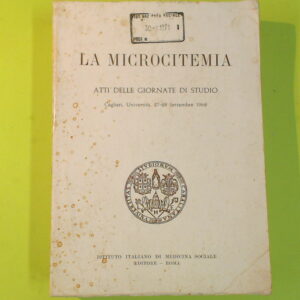 LA MICROCITEMIA
ATTI DELLE GIORNATE DI STUDIO
Cagliari, Università, 27-28 Settembre 1968
ISTITUTO ITALIANO DI MEDICINA SOCIALE
EDITORE - ROMA